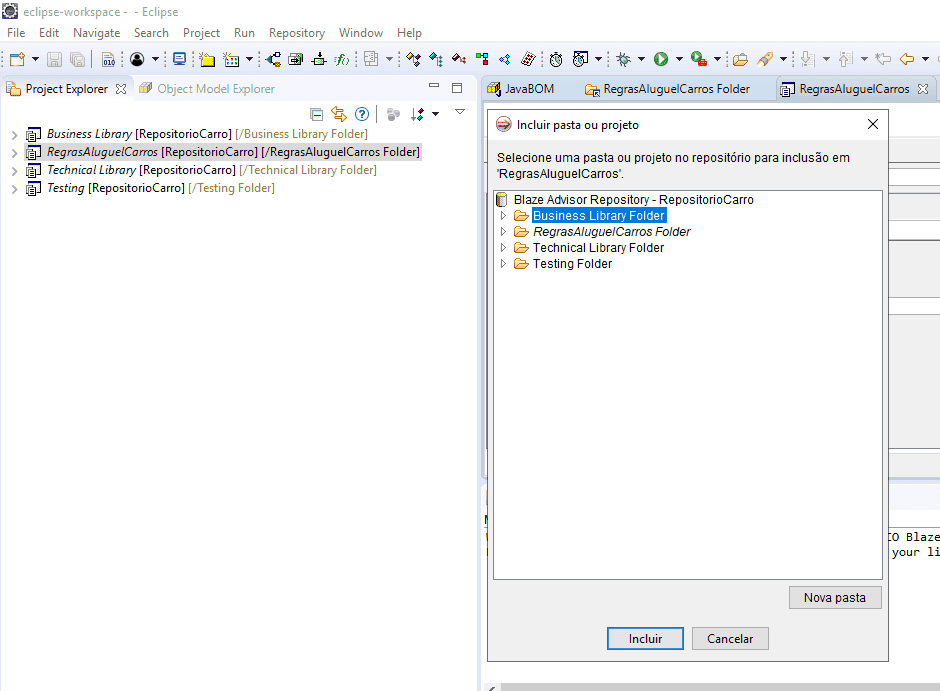 eclipse-workspace -  - Eclipse
File Edit Navigate Search Project Run Repository Window Help
010
Project Explorer Object Model Explorer
JavaBOM RegrasAluguelCarros Folder RegrasAluguelCarros
Business Library [RepositorioCarro] [/Business Library Folder]
RegrasAluguelCarros [RepositorioCarro] [/RegrasAluguelCarros Folder]
Technical Library [RepositorioCarro] [/Technical Library Folder]
Testing [RepositorioCarro] [/Testing Folder]
Incluir pasta ou projeto
Selecione uma pasta ou projeto no repositório para inclusão em
'RegrasAluguelCarros'.
Blaze Advisor Repository - RepositorioCarro
Business Library Folder
RegrasAluguelCarros Folder
Technical Library Folder
Testing Folder
Nova pasta
Incluir Cancelar
Blaze
your li